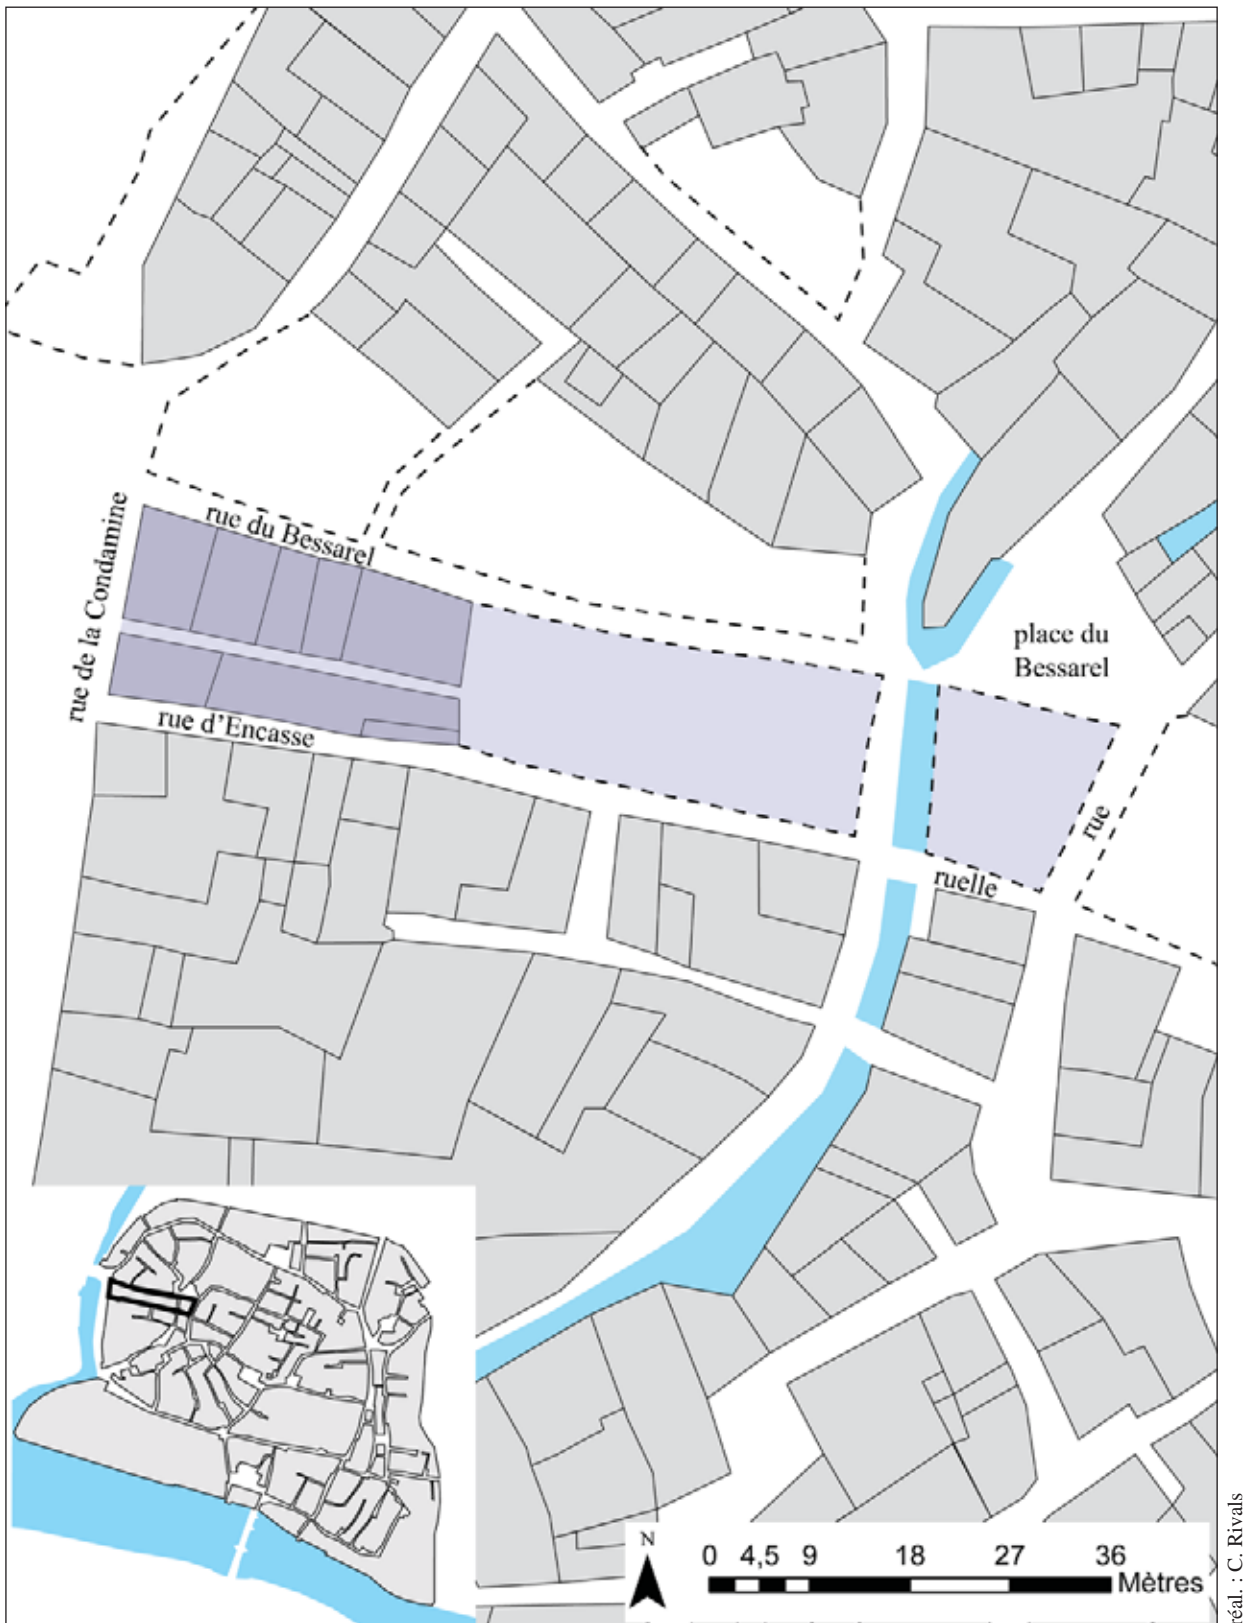 rue du Bessarel
rue de la Condamine
rue d'Encasse
place du
Bessarel
rue
ruelle
N
0 4,5 9 18 27 36
Mètres
réal. : C. Rivals